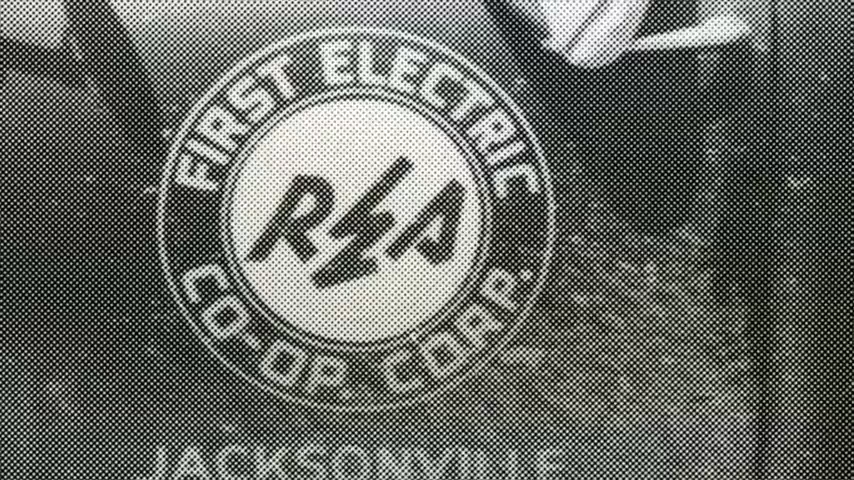 FIRST ELECTRIC
REA
CO-OP. CORP.
JACKSONVILLE